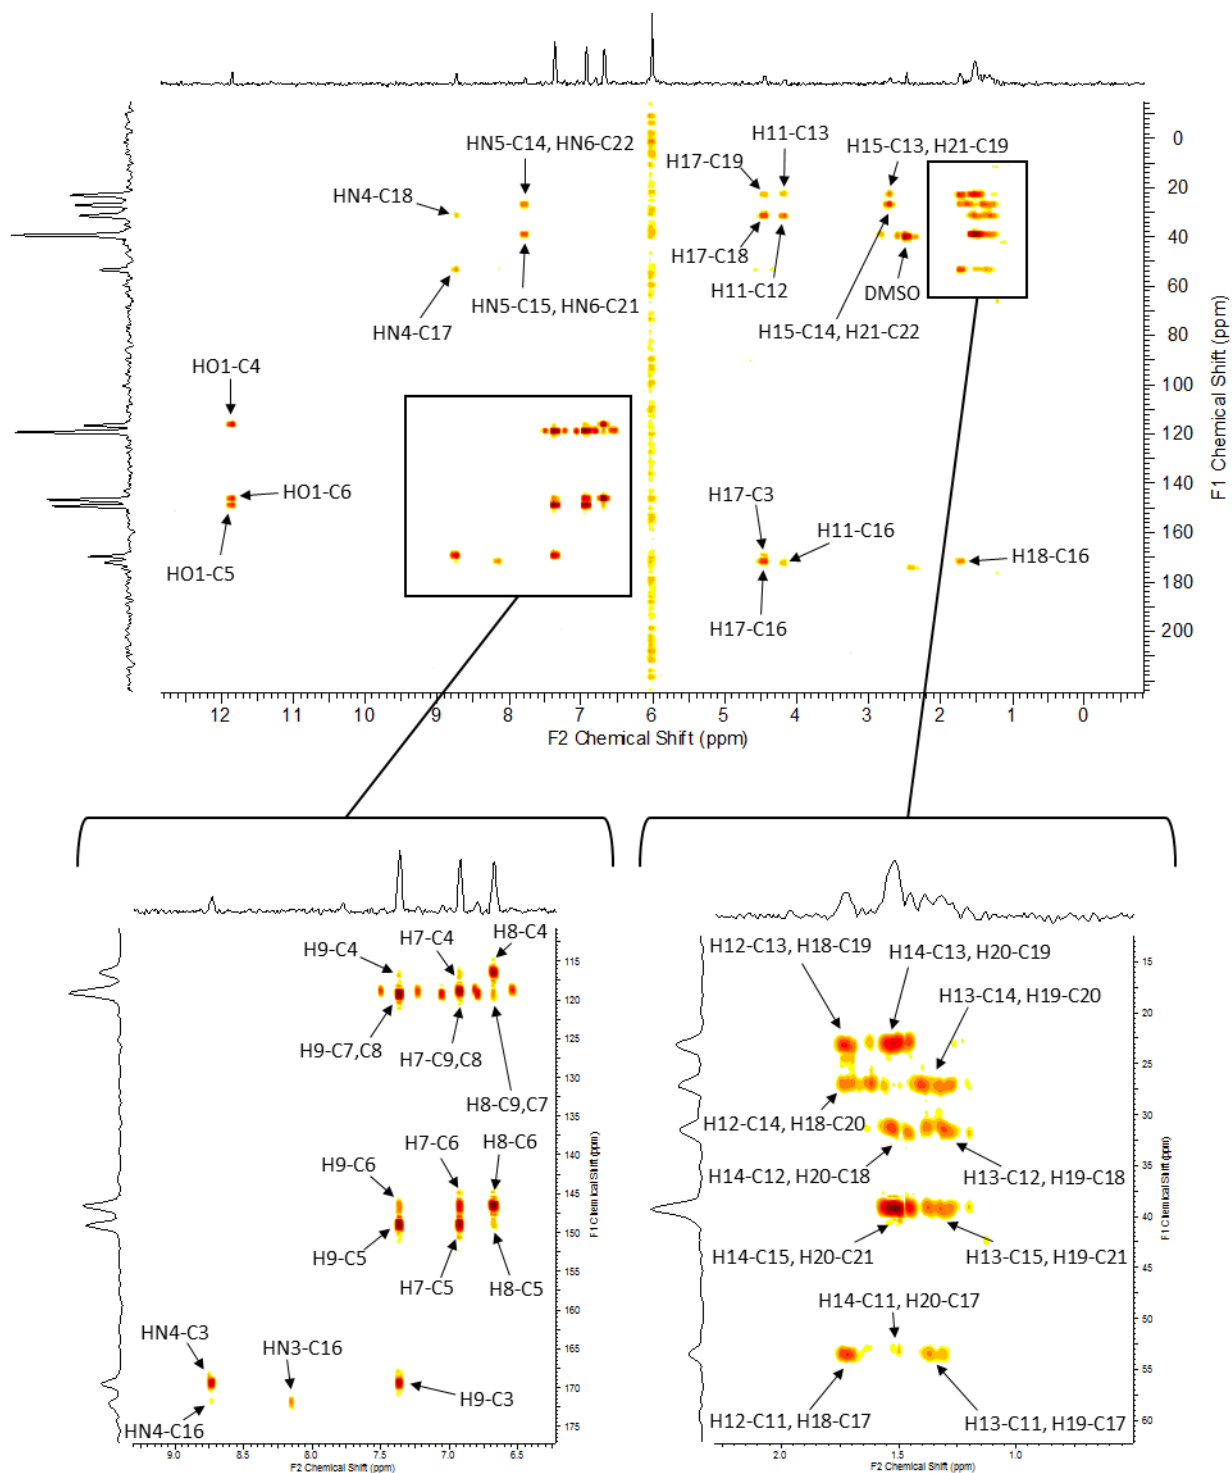 HN5-C14, HN6-C22
H11-C13
H17-C19
H15-C13, H21-C19
HN4-C18
H17-C18
H11-C12
DMSO
HN4-C17
HN5-C15, HN6-C21
H15-C14, H21-C22
HO1-C4
HO1-C6
HO1-C5
H17-C3
H11-C16
H18-C16
H17-C16
0
20
40
60
80
100
120
140
160
180
200
F1 Chemical Shift (ppm)
12 11 10 9 8 7 6 5 4 3 2 1 0
F2 Chemical Shift (ppm)
H9-C4
H7-C4
H8-C4
H9-C7,C8
H7-C9,C8
H8-C9,C7
H9-C6
H7-C6
H8-C6
H9-C5
H7-C5
H8-C5
HN4-C3
HN3-C16
H9-C3
HN4-C16
115
120
125
130
135
140
145
150
155
160
165
170
175
F1 Chemical Shift (ppm)
9.0 8.5 8.0 7.5 7.0 6.5
F2 Chemical Shift (ppm)
H12-C13, H18-C19
H14-C13, H20-C19
H13-C14, H19-C20
H12-C14, H18-C20
H14-C12, H20-C18
H13-C12, H19-C18
H14-C15, H20-C21
H13-C15, H19-C21
H14-C11, H20-C17
H12-C11, H18-C17
H13-C11, H19-C17
15
20
25
30
35
40
45
50
55
60
F1 Chemical Shift (ppm)
2.0 1.5 1.0
F2 Chemical Shift (ppm)